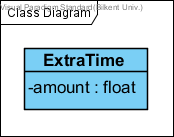 Visual Paradigm Standard(Bilkent Univ.)
Class Diagram
ExtraTime
-amount : float